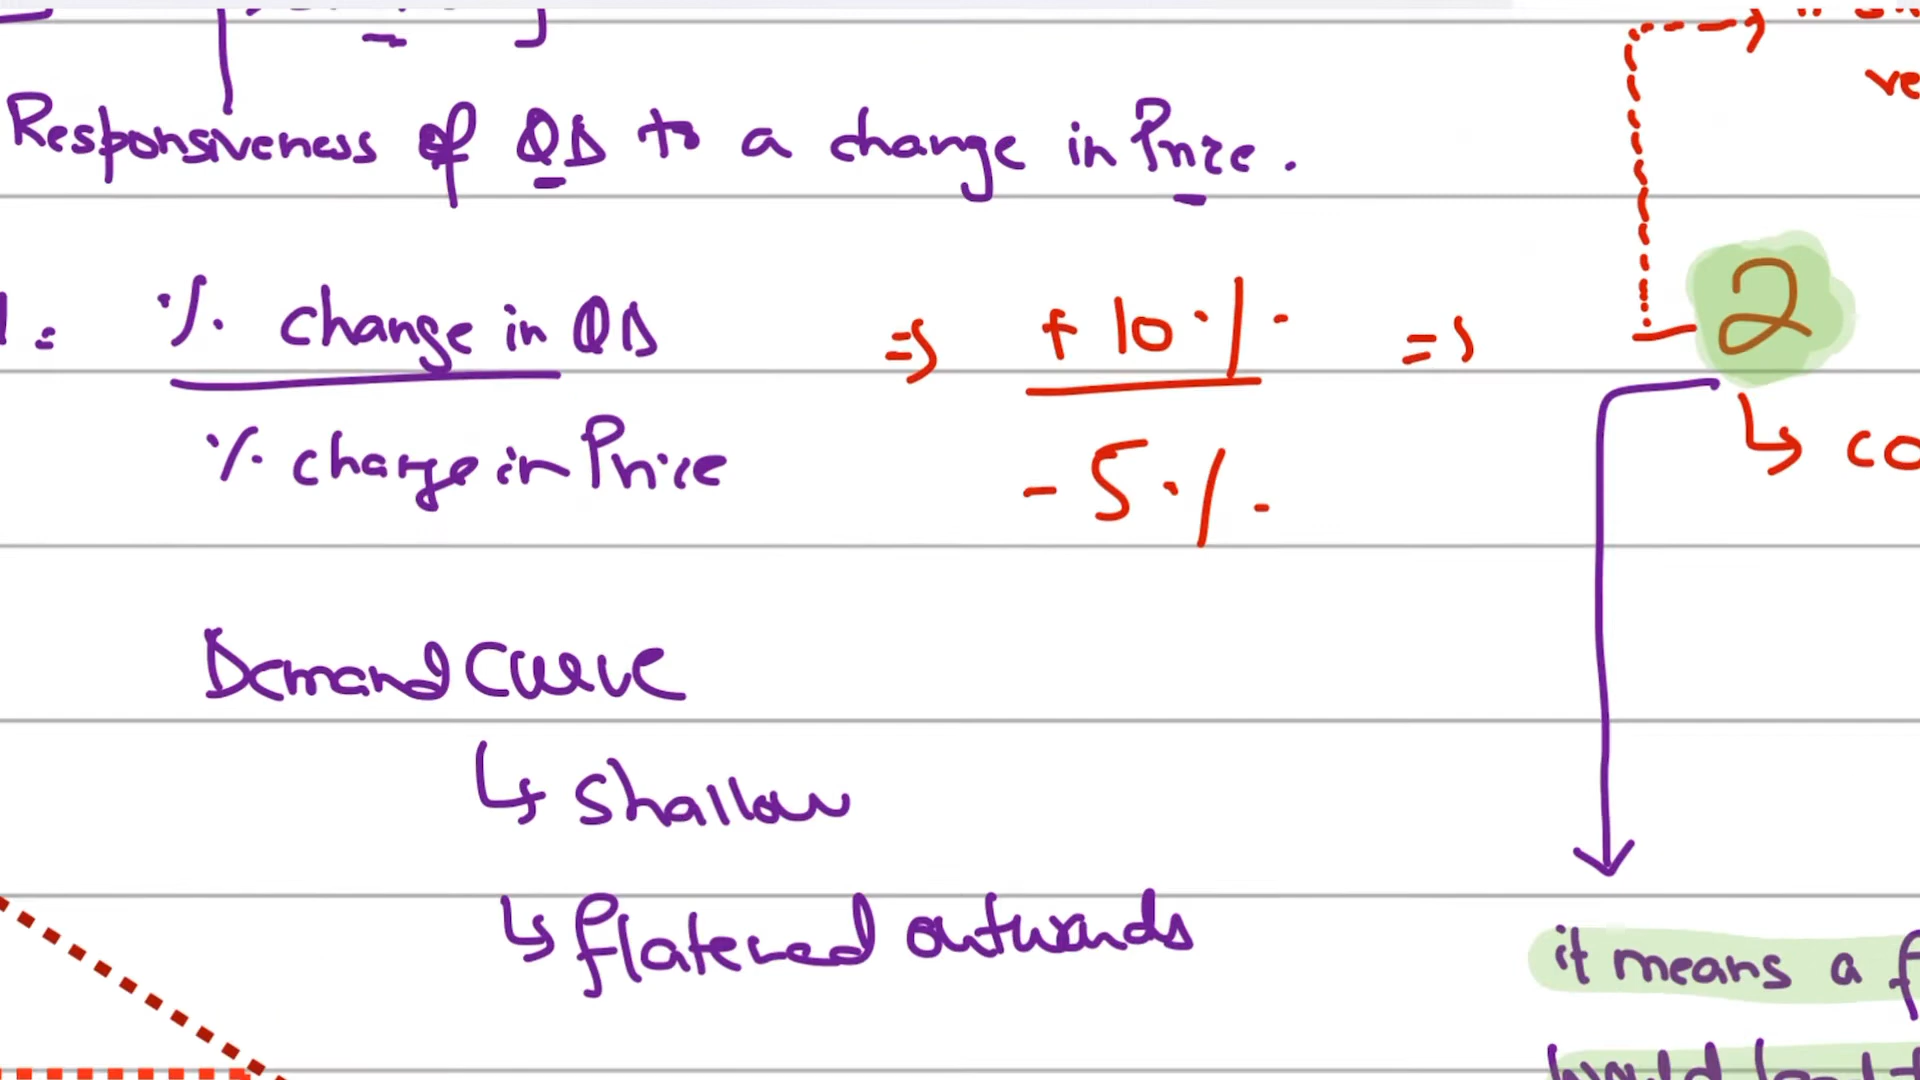 Responsiveness of QD to a change in Price.
= % change in QD => + 10% => 2
% change in Price - 5%
Demand Curve
↳ Shallow
↳ flatened outwards
it means a
would